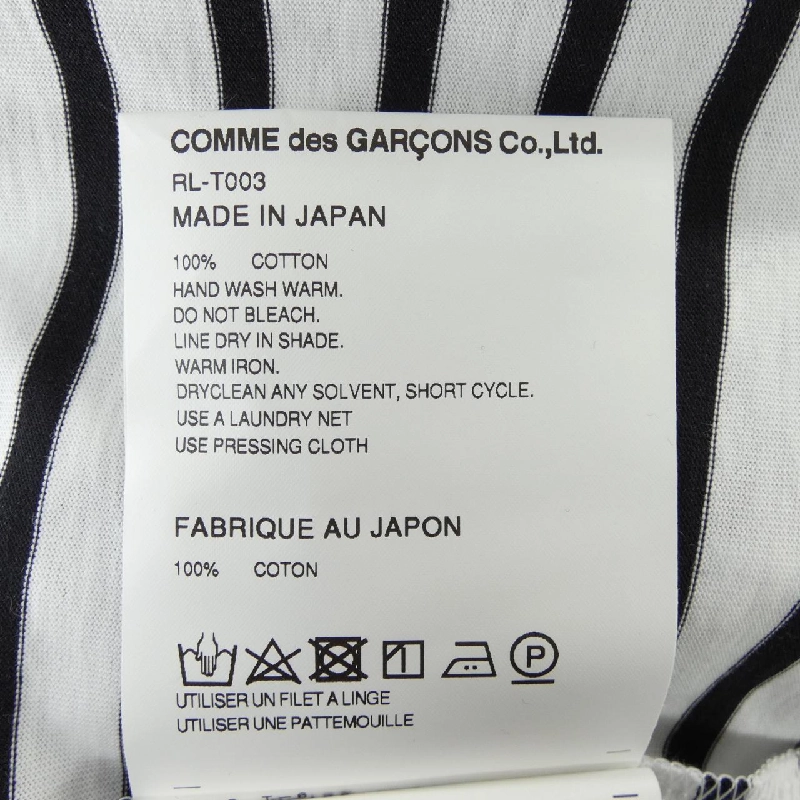 COMME des GARÇONS Co.,Ltd.
RL-T003
MADE IN JAPAN
100% COTTON
HAND WASH WARM.
DO NOT BLEACH.
LINE DRY IN SHADE.
WARM IRON.
DRYCLEAN ANY SOLVENT, SHORT CYCLE.
USE A LAUNDRY NET
USE PRESSING CLOTH
FABRIQUE AU JAPON
100% COTON
P
UTILISER UN FILET A LINGE
UTILISER UNE PATTEMOUILLE